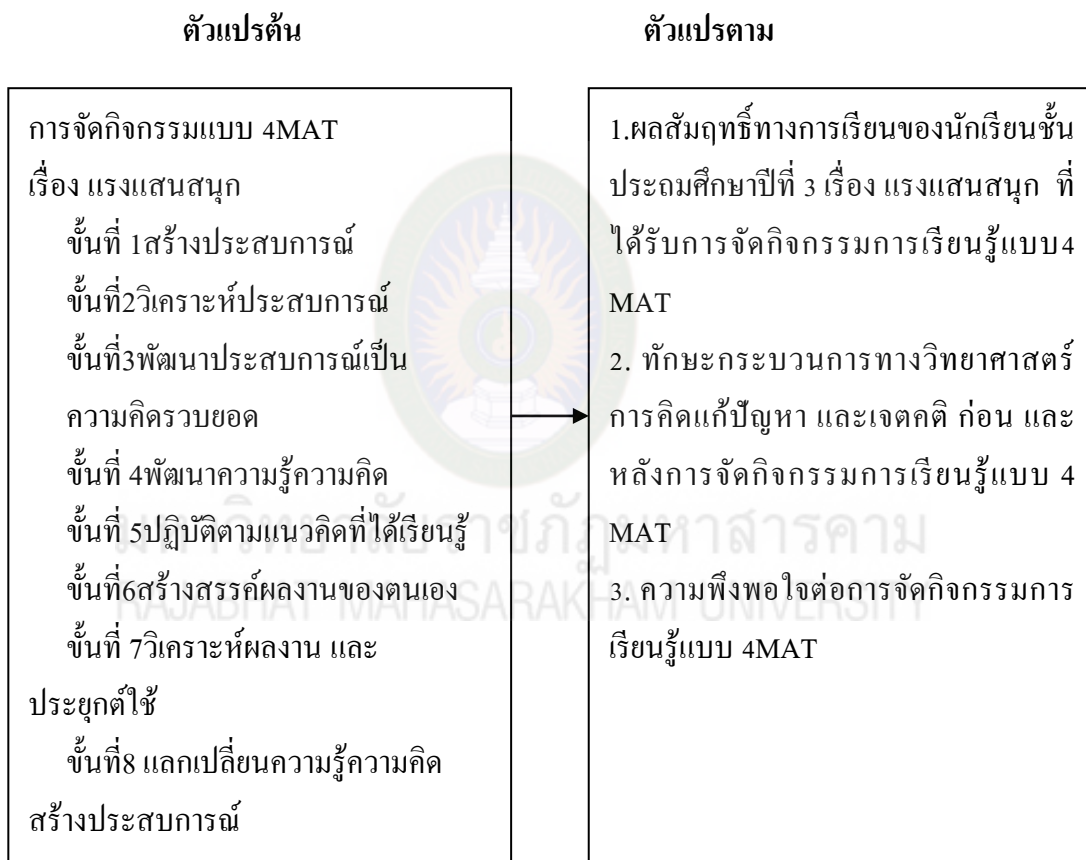 ตัวแปรต้น
ตัวแปรตาม
การจัดกิจกรรมแบบ 4MAT
เรื่อง แรงแสนสนุก
ขั้นที่ 1สร้างประสบการณ์
ขั้นที่2วิเคราะห์ประสบการณ์
ขั้นที่3พัฒนาประสบการณ์เป็น
ความคิดรวบยอด
ขั้นที่ 4พัฒนาความรู้ความคิด
ขั้นที่ 5ปฏิบัติตามแนวคิดที่ได้เรียนรู้
ขั้นที่6สร้างสรรค์ผลงานของตนเอง
ขั้นที่ 7วิเคราะห์ผลงาน และ
ประยุกต์ใช้
ขั้นที่8 แลกเปลี่ยนความรู้ความคิด
สร้างประสบการณ์
1.ผลสัมฤทธิ์ทางการเรียนของนักเรียนชั้น
ประถมศึกษาปีที่ 3 เรื่อง แรงแสนสนุก ที่
ได้รับการจัดกิจกรรมการเรียนรู้แบบ4
MAT
2. ทักษะกระบวนการทางวิทยาศาสตร์
การคิดแก้ปัญหา และเจตคติ ก่อน และ
หลังการจัดกิจกรรมการเรียนรู้แบบ 4
MAT
3. ความพึงพอใจต่อการจัดกิจกรรมการ
เรียนรู้แบบ 4MAT
มหาวิทยาลัยราชภัฏมหาสารคาม
RAJABHAT MAHASARAKHAM UNIVERSITY